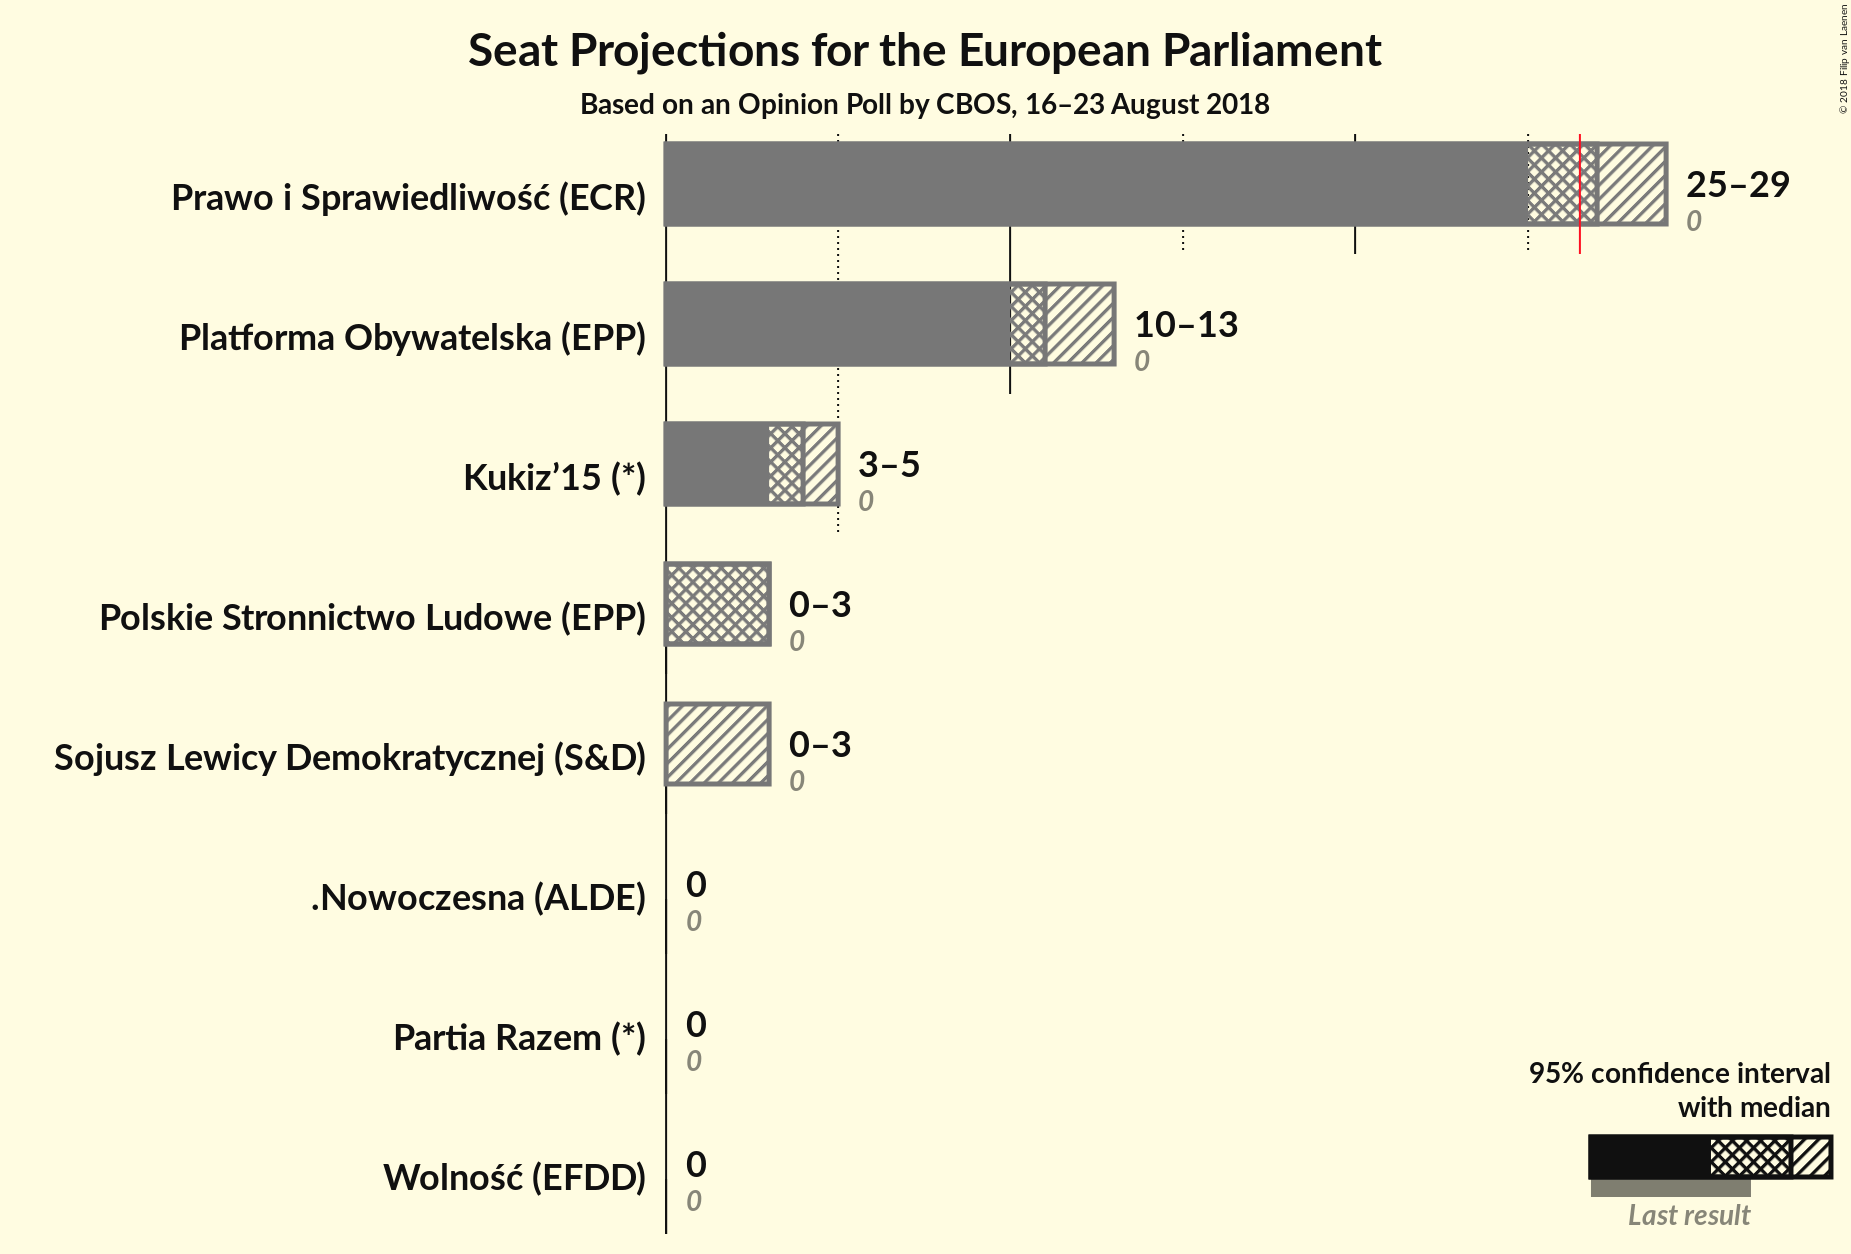 Seat Projections for the European Parliament
Based on an Opinion Poll by CBOS, 16–23 August 2018
© 2018 Filip van Laenen
Prawo i Sprawiedliwość (ECR)
25–29
0
Platforma Obywatelska (EPP)
10–13
0
Kukiz’15 (*)
3–5
0
Polskie Stronnictwo Ludowe (EPP)
0–3
0
Sojusz Lewicy Demokratycznej (S&D)
0–3
0
.Nowoczesna (ALDE)
0
0
Partia Razem (*)
0
0
Wolność (EFDD)
0
0
95% confidence interval
with median
Last result